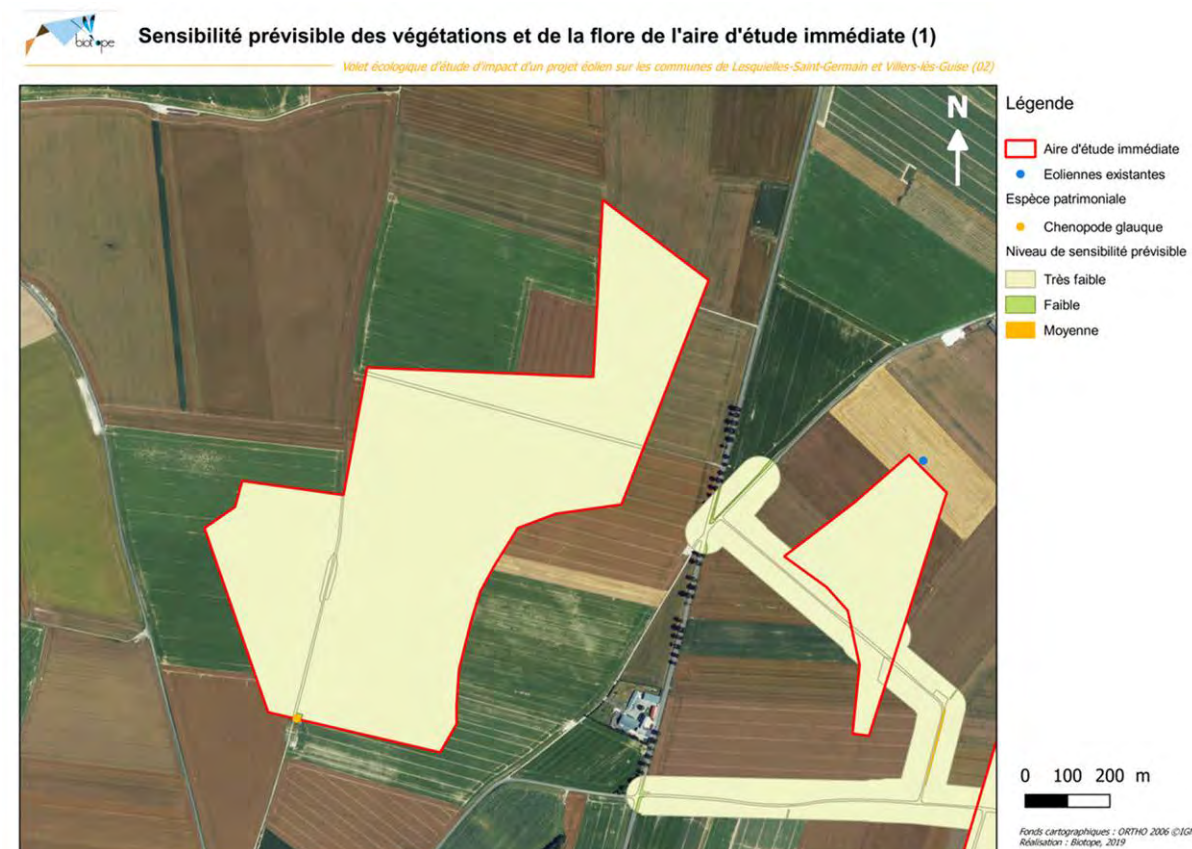 biotope
Sensibilité prévisible des végétations et de la flore de l'aire d'étude immédiate (1)
Volet écologique d'étude d'impact d'un projet éolien sur les communes de Lesquielles-Saint-Germain et Villers-lès-Guise (02)
N
Légende
Aire d'étude immédiate
Eoliennes existantes
Espèce patrimoniale
Chenopode glauque
Niveau de sensibilité prévisible
Très faible
Faible
Moyenne
0 100 200 m
Fonds cartographiques : ORTHO 2006 ©IGN
Réalisation : Biotope, 2019